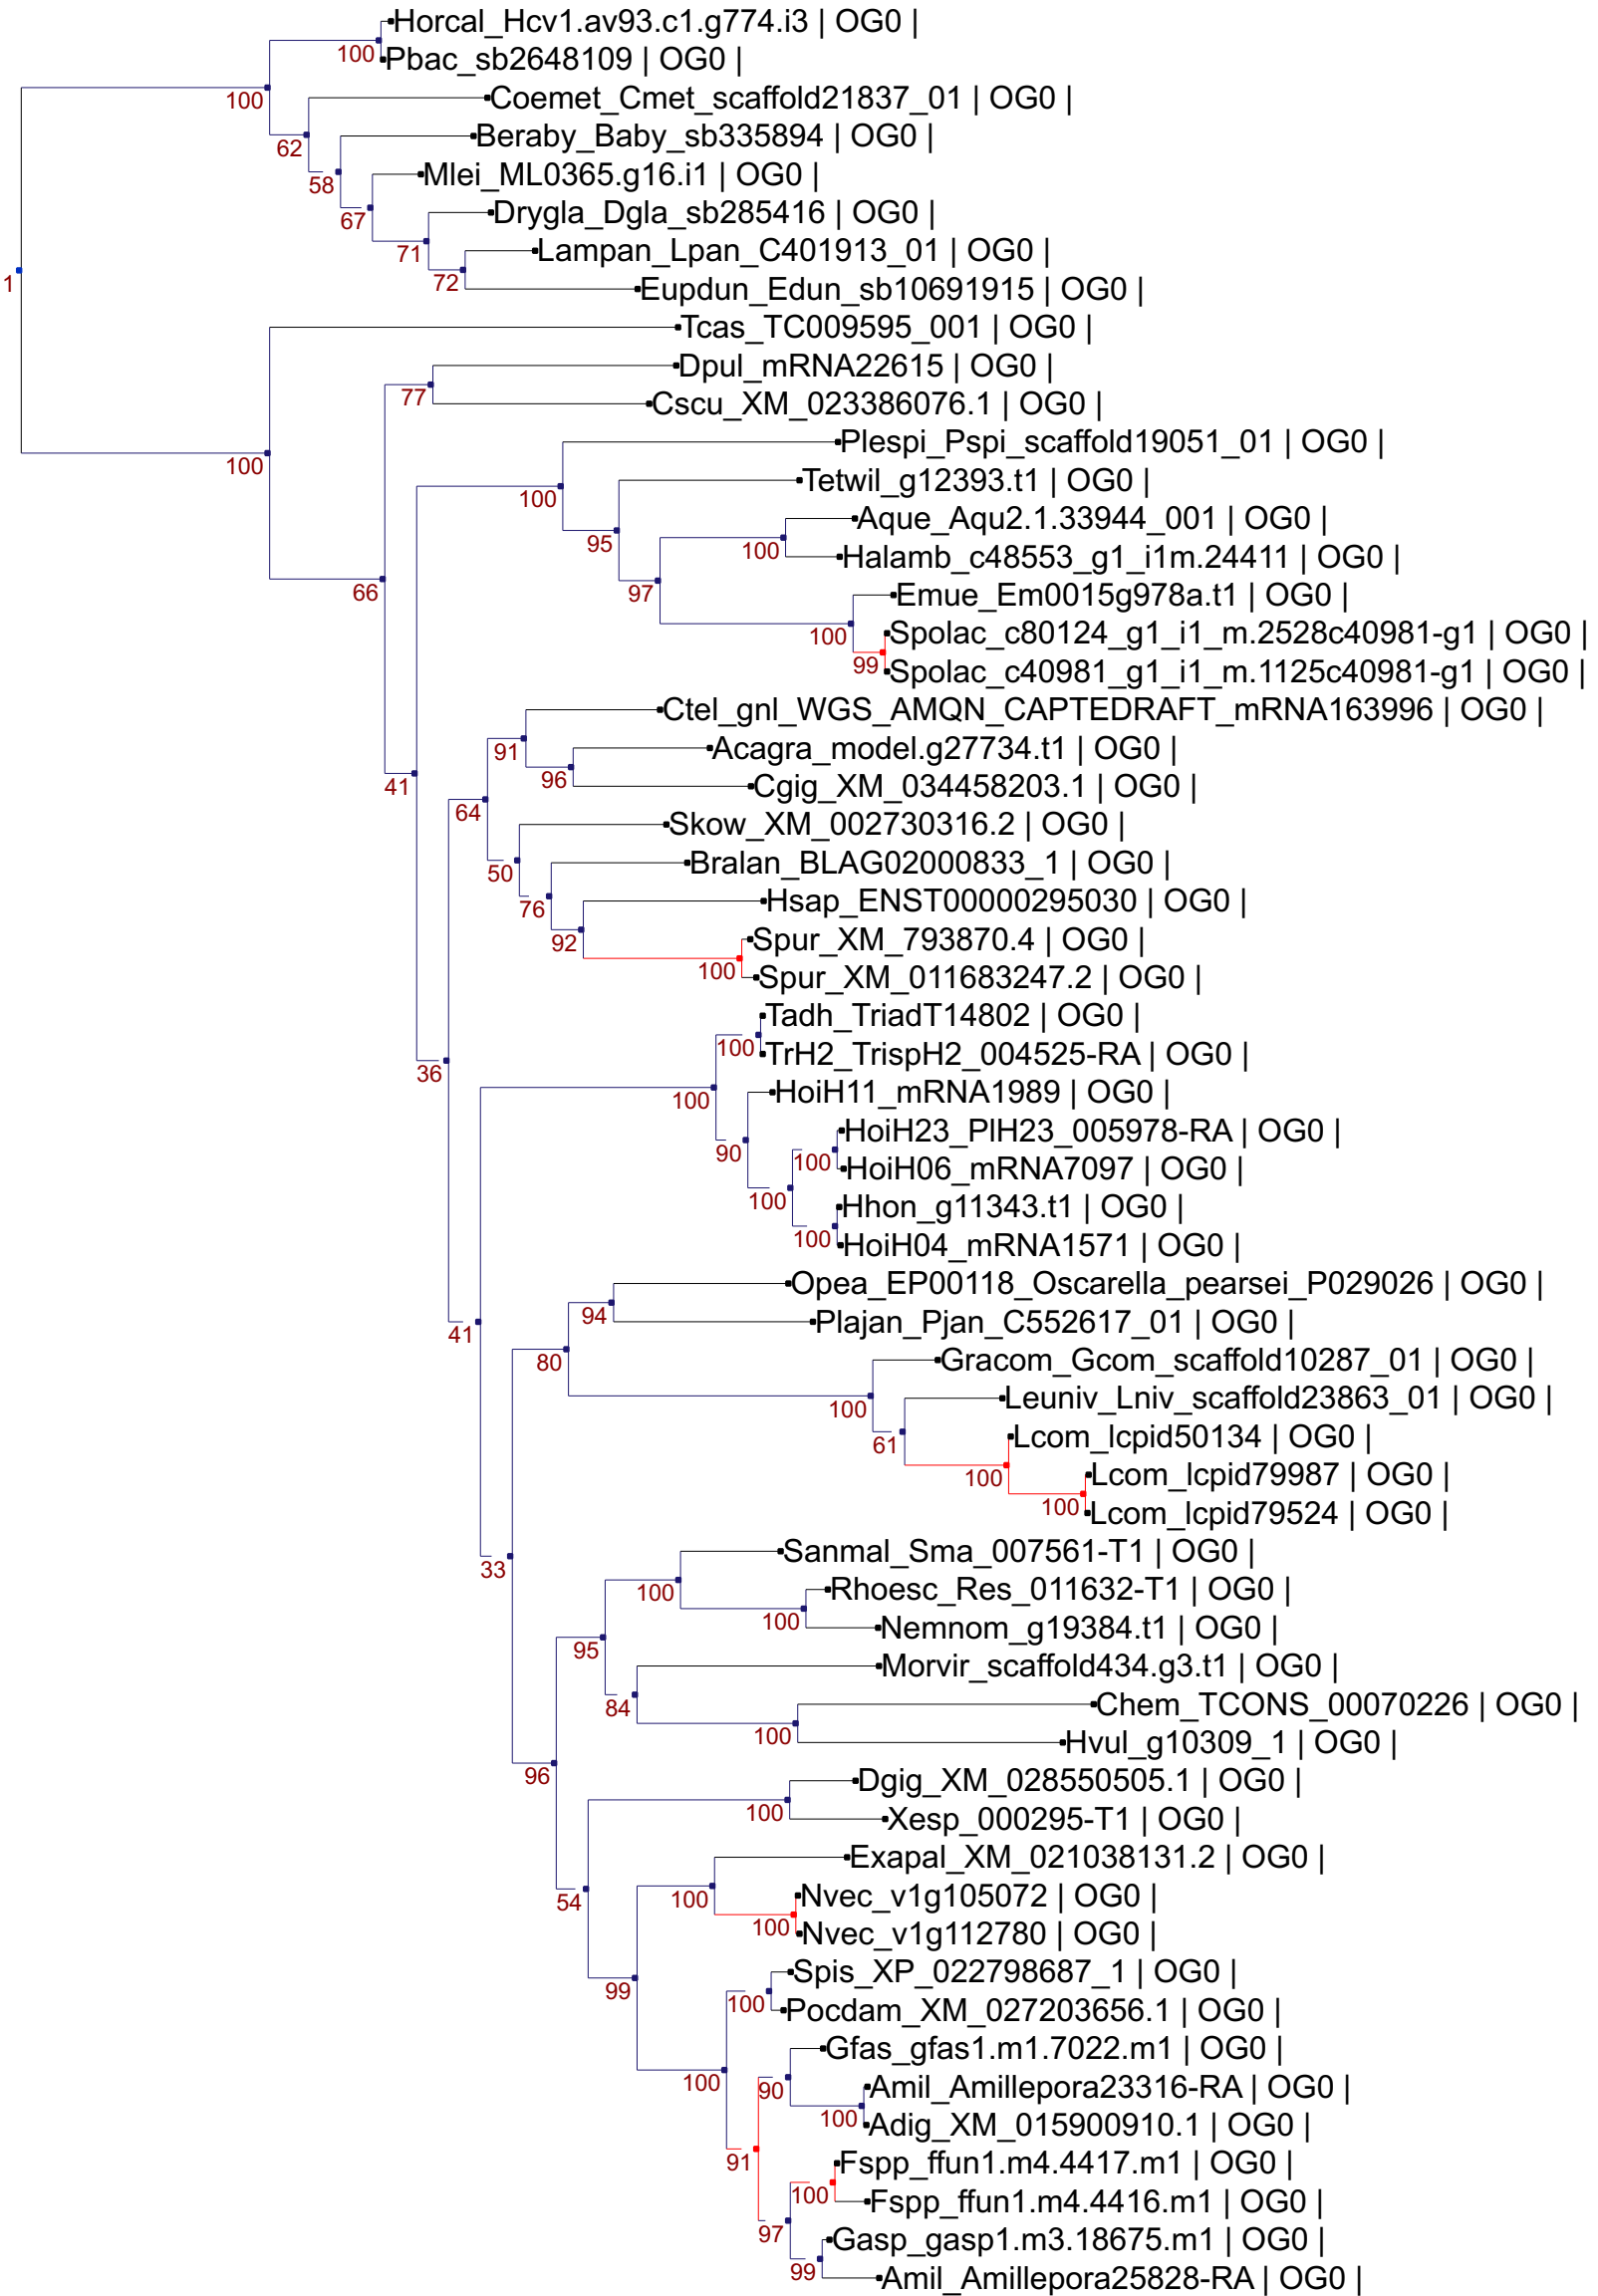 Horcal_Hcv1.av93.c1.g774.i3 | OG0 |
100
Pbac_sb2648109 | OG0 |
100
Coemet_Cmet_scaffold21837_01 | OG0 |
62
Beraby_Baby_sb335894 | OG0 |
58
Mlei_ML0365.g16.i1 | OG0 |
67
Drygla_Dgla_sb285416 | OG0 |
71
Lampan_Lpan_C401913_01 | OG0 |
1
72
Eupdun_Edun_sb10691915 | OG0 |
Tcas_TC009595_001 | OG0 |
Dpul_mRNA22615 | OG0 |
77
Cscu_XM_023386076.1 | OG0 |
Plespi_Pspi_scaffold19051_01 | OG0 |
100
Tetwil_g12393.t1 | OG0 |
100
Aque_Aqu2.1.33944_001 | OG0 |
95
100
Halamb_c48553_g1_i1m.24411 | OG0 |
66
97
Emue_Em0015g978a.t1 | OG0 |
100
Spolac_c80124_g1_i1_m.2528c40981-g1 | OG0 |
99
Spolac_c40981_g1_i1_m.1125c40981-g1 | OG0 |
Ctel_gnl_WGS_AMQN_CAPTEDRAFT_mRNA163996 | OG0 |
91
Acagra_model.g27734.t1 | OG0 |
96
Cgig_XM_034458203.1 | OG0 |
41
64
Skow_XM_002730316.2 | OG0 |
50
Bralan_BLAG02000833_1 | OG0 |
76
Hsap_ENST00000295030 | OG0 |
92
Spur_XM_793870.4 | OG0 |
100
Spur_XM_011683247.2 | OG0 |
Tadh_TriadT14802 | OG0 |
100
TrH2_TrispH2_004525-RA | OG0 |
36
100
HoiH11_mRNA1989 | OG0 |
HoiH23_PlH23_005978-RA | OG0 |
90
100
HoiH06_mRNA7097 | OG0 |
100
Hhon_g11343.t1 | OG0 |
100
HoiH04_mRNA1571 | OG0 |
Opea_EP00118_Oscarella_pearsei_P029026 | OG0 |
94
Plajan_Pjan_C552617_01 | OG0 |
41
80
Gracom_Gcom_scaffold10287_01 | OG0 |
100
Leuniv_Lniv_scaffold23863_01 | OG0 |
61
Lcom_lcpid50134 | OG0 |
100
Lcom_lcpid79987 | OG0 |
100
Lcom_lcpid79524 | OG0 |
Sanmal_Sma_007561-T1 | OG0 |
33
100
Rhoesc_Res_011632-T1 | OG0 |
100
Nemnom_g19384.t1 | OG0 |
95
Morvir_scaffold434.g3.t1 | OG0 |
84
Chem_TCONS_00070226 | OG0 |
100
Hvul_g10309_1 | OG0 |
96
Dgig_XM_028550505.1 | OG0 |
100
Xesp_000295-T1 | OG0 |
Exapal_XM_021038131.2 | OG0 |
100
Nvec_v1g105072 | OG0 |
54
100
Nvec_v1g112780 | OG0 |
Spis_XP_022798687_1 | OG0 |
99
100
Pocdam_XM_027203656.1 | OG0 |
Gfas_gfas1.m1.7022.m1 | OG0 |
100
90
Amil_Amillepora23316-RA | OG0 |
100
Adig_XM_015900910.1 | OG0 |
91
Fspp_ffun1.m4.4417.m1 | OG0 |
100
Fspp_ffun1.m4.4416.m1 | OG0 |
97
Gasp_gasp1.m3.18675.m1 | OG0 |
99
Amil_Amillepora25828-RA | OG0 |